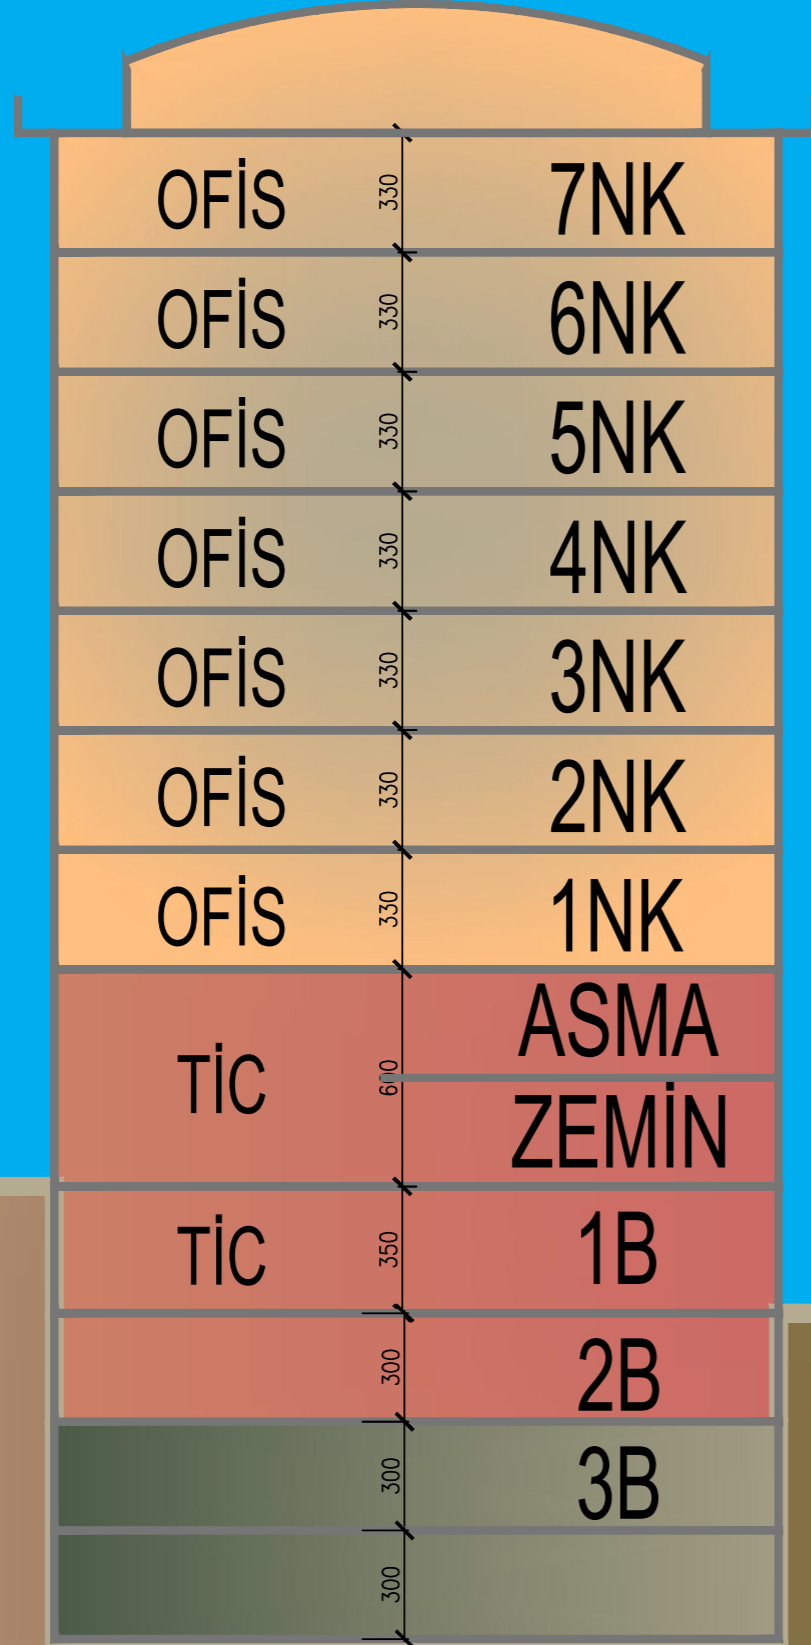 OFİS 330 7NK
OFİS 330 6NK
OFİS 330 5NK
OFİS 330 4NK
OFİS 330 3NK
OFİS 330 2NK
OFİS 330 1NK
ASMA
TİC 600
ZEMİN
TİC 350 1B
300 2B
300 3B
300